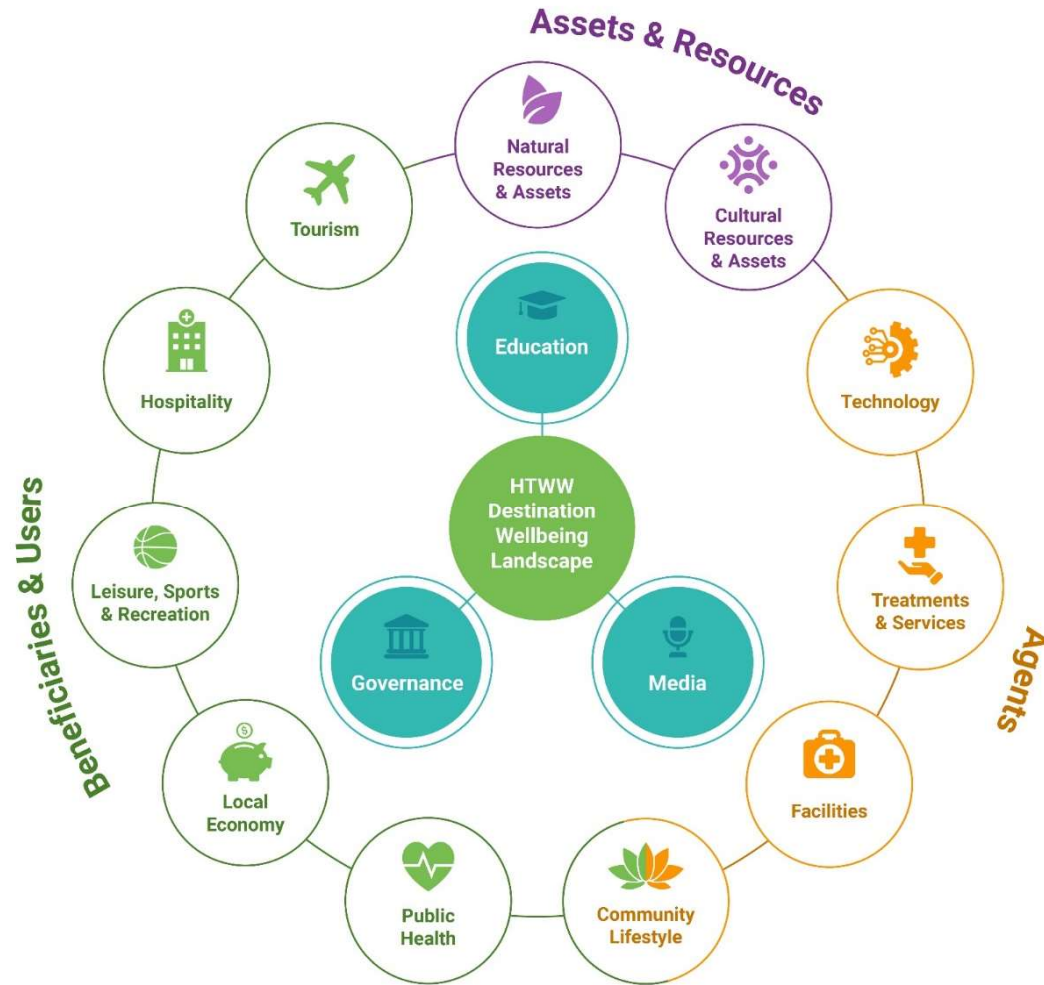 Assets & Resources
Natural
Resources
& Assets
Cultural
Resources
& Assets
Tourism
Education
Hospitality
Technology
HTWW
Destination
Wellbeing
Landscape
Beneficiaries & Users
Leisure, Sports
& Recreation
Treatments
& Services
Agents
Governance
Media
Local
Economy
$
Facilities
Public
Health
Community
Lifestyle